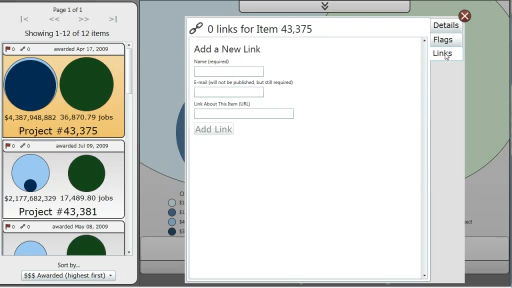 Page 1 of 1
|< << >> >|
Showing 1-12 of 12 items
0 0 awarded Apr 17, 2009
$4,387,948,882 36,870.79 jobs
Project #43,375
0 0 awarded Jul 09, 2009
$2,177,682,329 17,489.80 jobs
Project #43,381
0 0 awarded May 08, 2009
Sort by...
$$$ Awarded (highest first)
0 links for Item 43,375
Add a New Link
Name (required)
E-mail (will not be published, but still required)
Link About This Item (URL)
Add Link
Details
Flags
Links